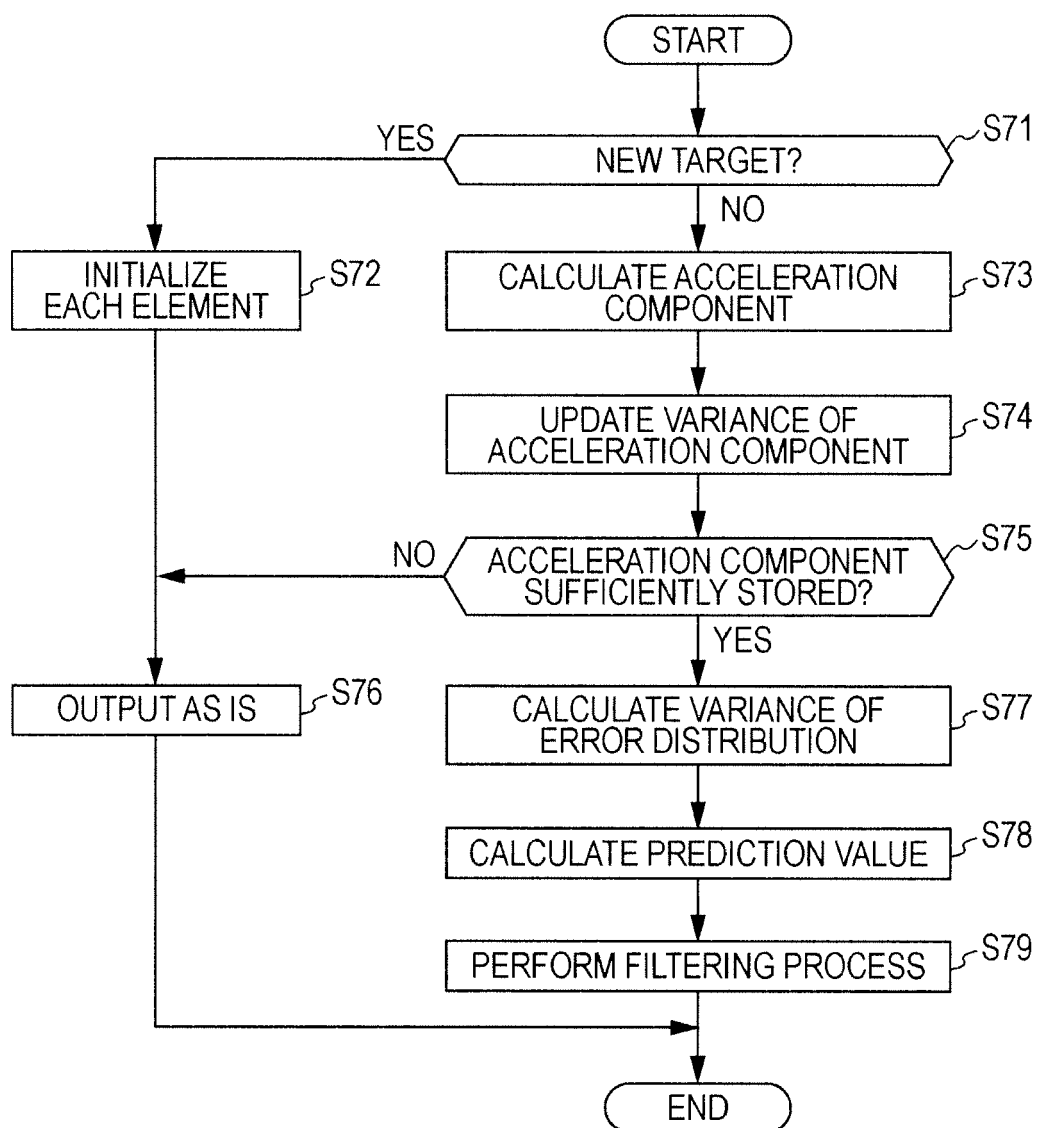 START
S71
YES
NEW TARGET?
NO
INITIALIZE
EACH ELEMENT
S72
CALCULATE ACCELERATION
COMPONENT
S73
UPDATE VARIANCE OF
ACCELERATION COMPONENT
S74
NO
ACCELERATION COMPONENT
SUFFICIENTLY STORED?
S75
YES
OUTPUT AS IS
S76
CALCULATE VARIANCE OF
ERROR DISTRIBUTION
S77
CALCULATE PREDICTION VALUE
S78
PERFORM FILTERING PROCESS
S79
END